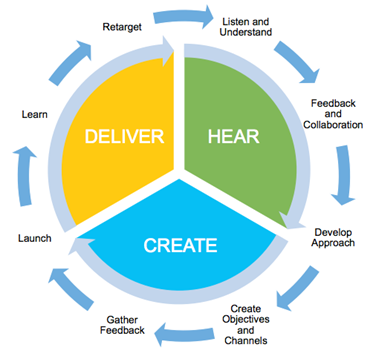 Retarget
Listen and
Understand
Learn
Feedback
and
Collaboration
DELIVER
HEAR
Launch
CREATE
Develop
Approach
Gather
Feedback
Create
Objectives
and
Channels